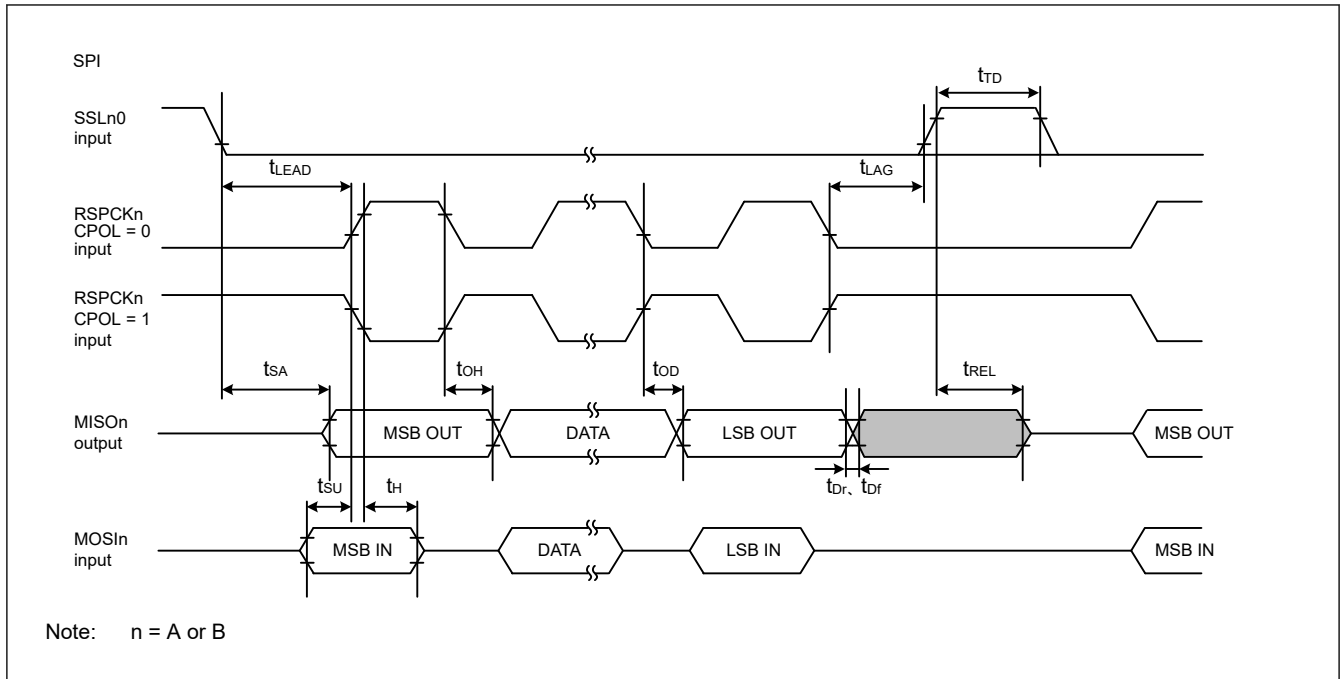 SPI
tTD
SSLn0
input
tLEAD
tLAG
RSPCKn
CPOL = 0
input
RSPCKn
CPOL = 1
input
tSA
tOH
tOD
tREL
MISOn
output
MSB OUT
DATA
LSB OUT
MSB OUT
tSU
tH
tDr、 tDf
MOSIn
input
MSB IN
DATA
LSB IN
MSB IN
Note: n = A or B